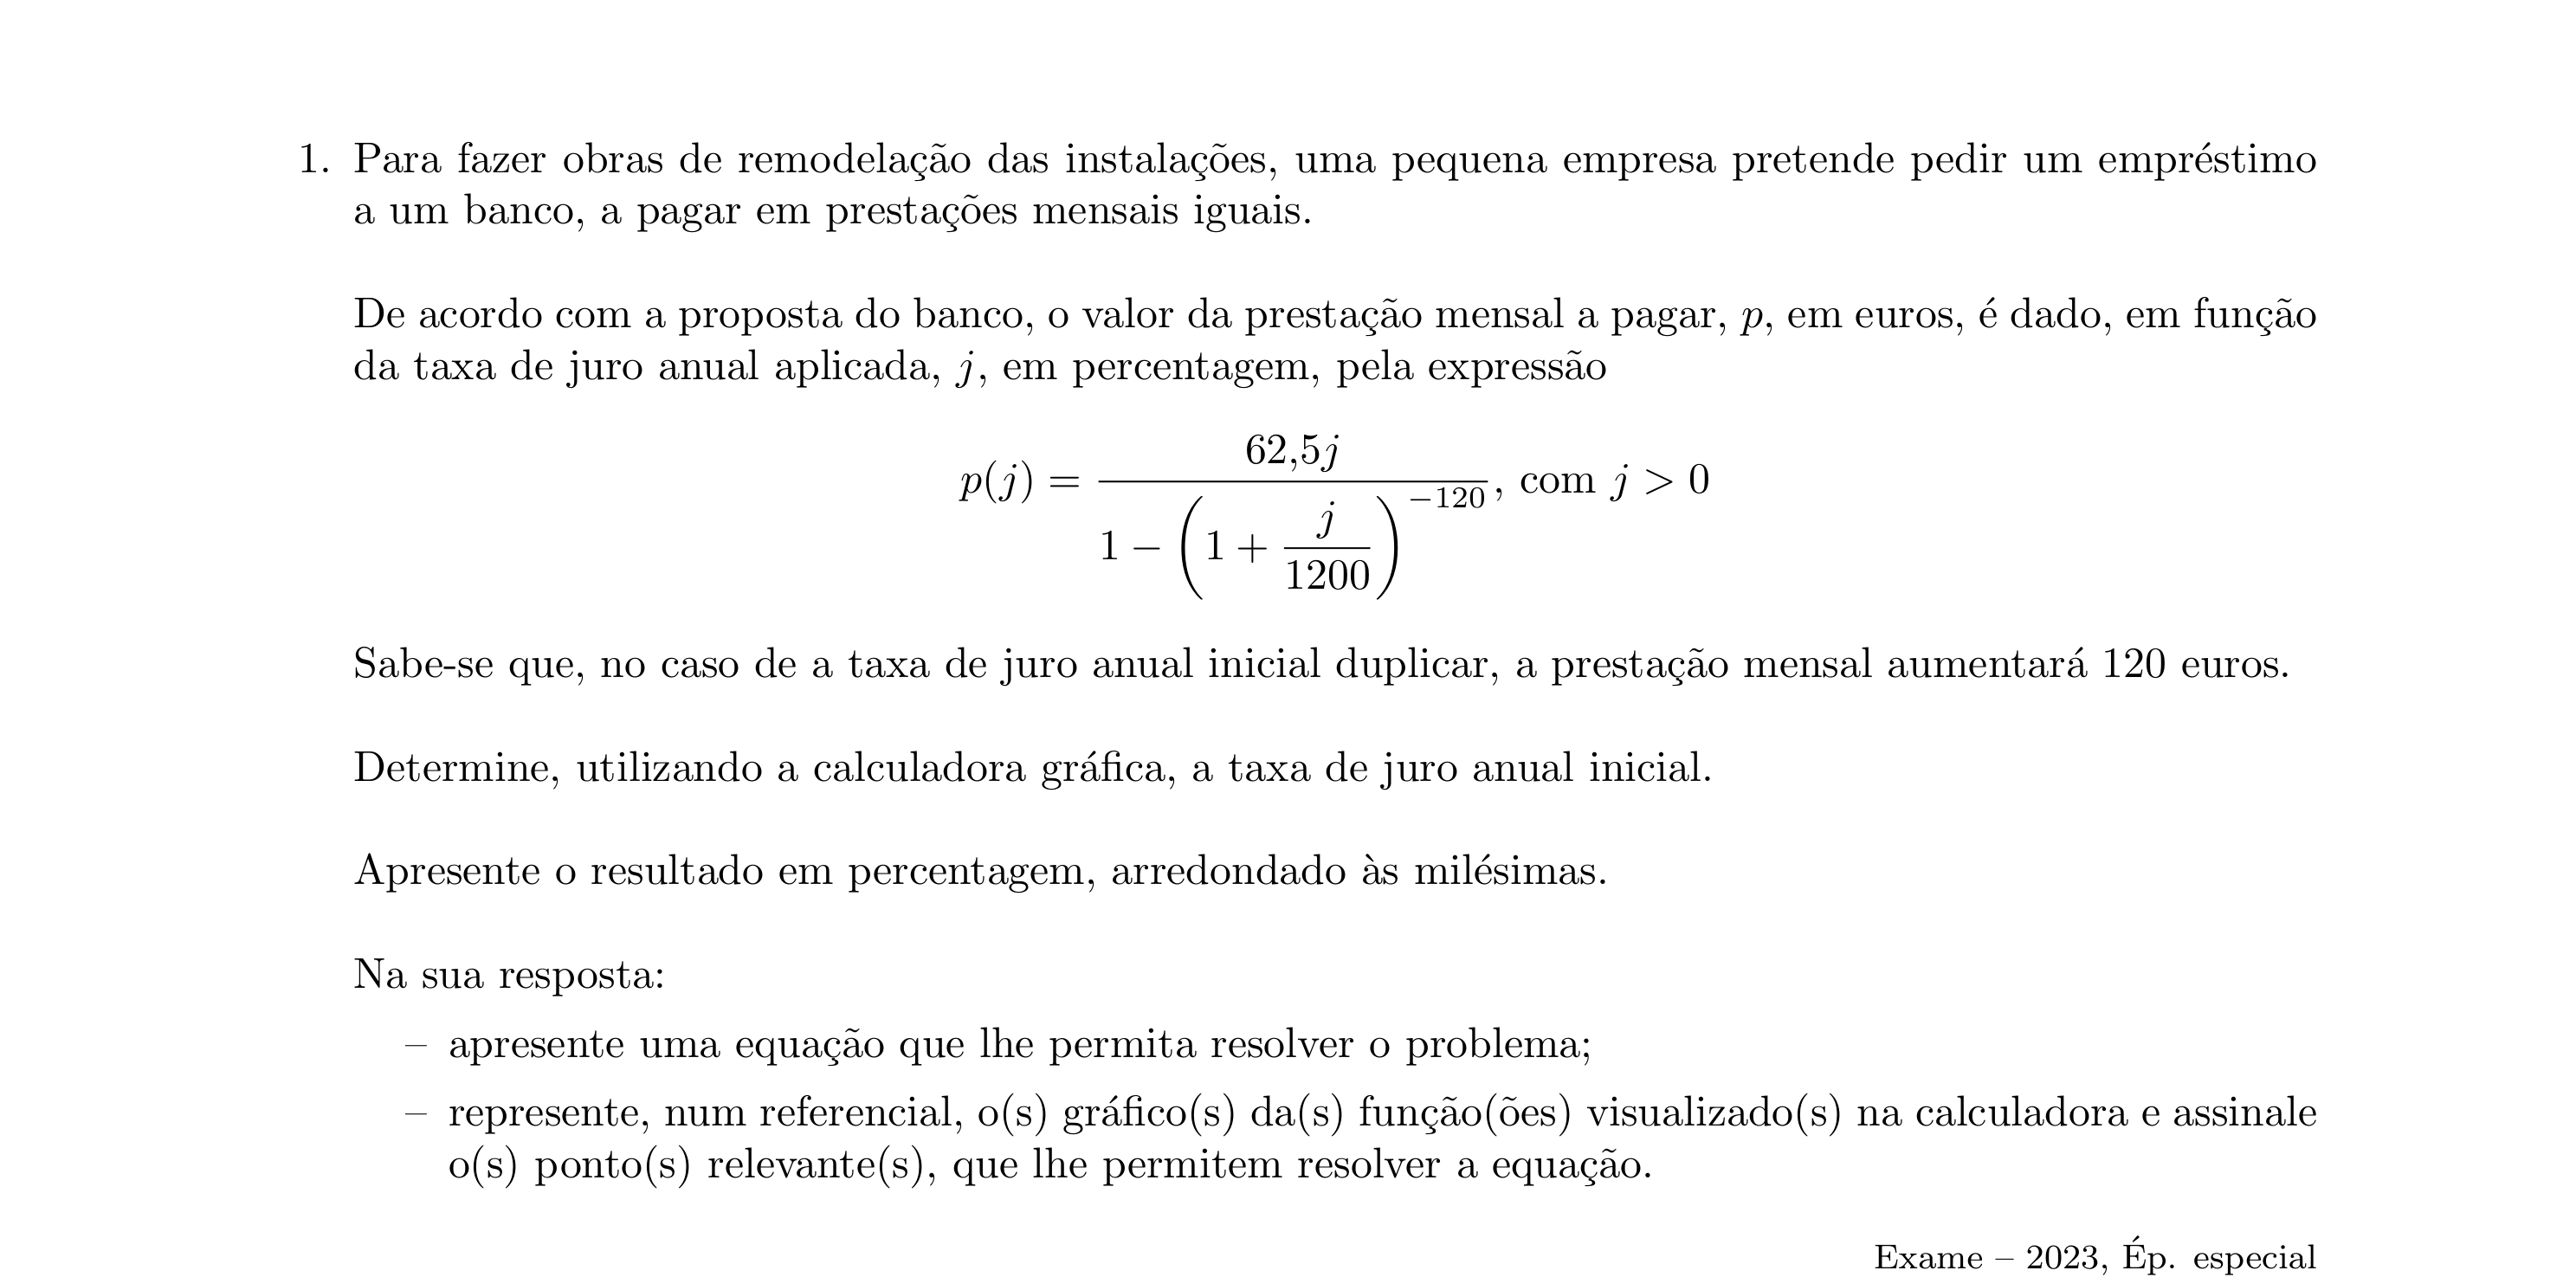 1. Para fazer obras de remodelação das instalações, uma pequena empresa pretende pedir um empréstimo
a um banco, a pagar em prestações mensais iguais.
De acordo com a proposta do banco, o valor da prestação mensal a pagar, p, em euros, é dado, em função
da taxa de juro anual aplicada, j, em percentagem, pela expressão
p(j) = \frac{62,5j}{1 - \left(1 + \frac{j}{1200}\right)^{-120}}, com j > 0
Sabe-se que, no caso de a taxa de juro anual inicial duplicar, a prestação mensal aumentará 120 euros.
Determine, utilizando a calculadora gráfica, a taxa de juro anual inicial.
Apresente o resultado em percentagem, arredondado às milésimas.
Na sua resposta:
– apresente uma equação que lhe permita resolver o problema;
– represente, num referencial, o(s) gráfico(s) da(s) função(ões) visualizado(s) na calculadora e assinale
o(s) ponto(s) relevante(s), que lhe permitem resolver a equação.
Exame – 2023, Ép. especial